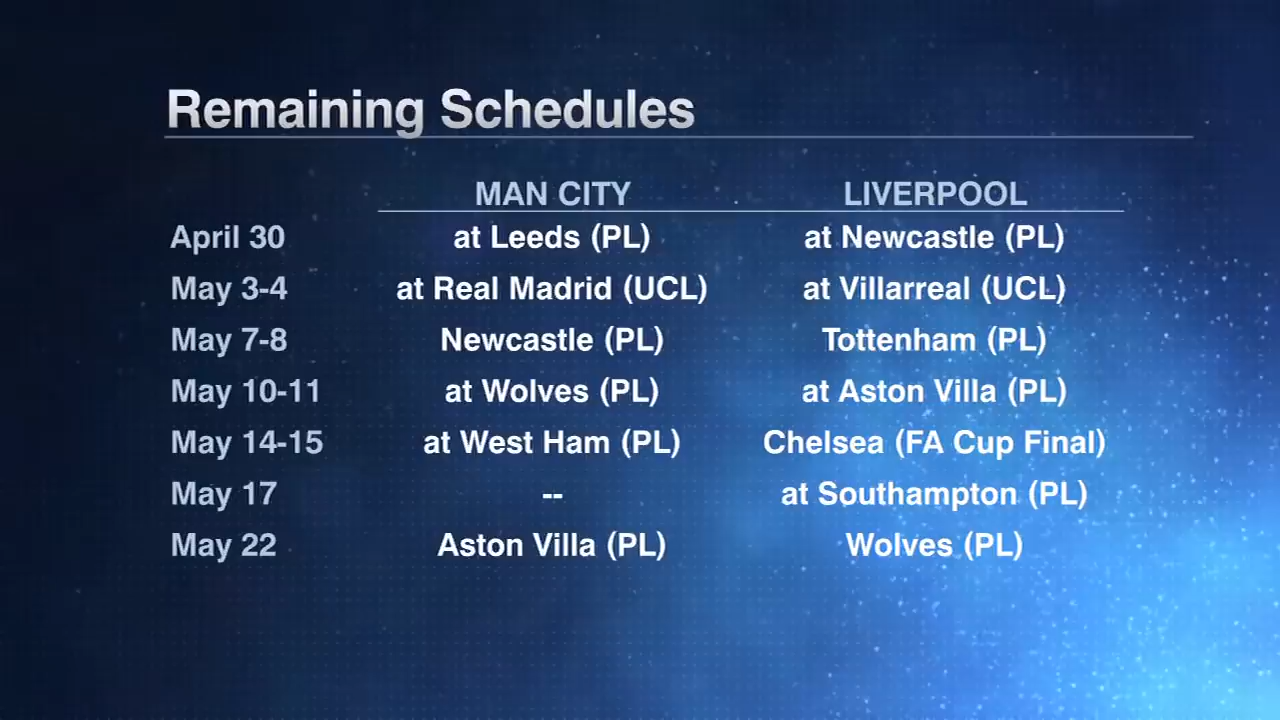 Remaining Schedules
MAN CITY LIVERPOOL
April 30 at Leeds (PL) at Newcastle (PL)
May 3-4 at Real Madrid (UCL) at Villarreal (UCL)
May 7-8 Newcastle (PL) Tottenham (PL)
May 10-11 at Wolves (PL) at Aston Villa (PL)
May 14-15 at West Ham (PL) Chelsea (FA Cup Final)
May 17 -- at Southampton (PL)
May 22 Aston Villa (PL) Wolves (PL)